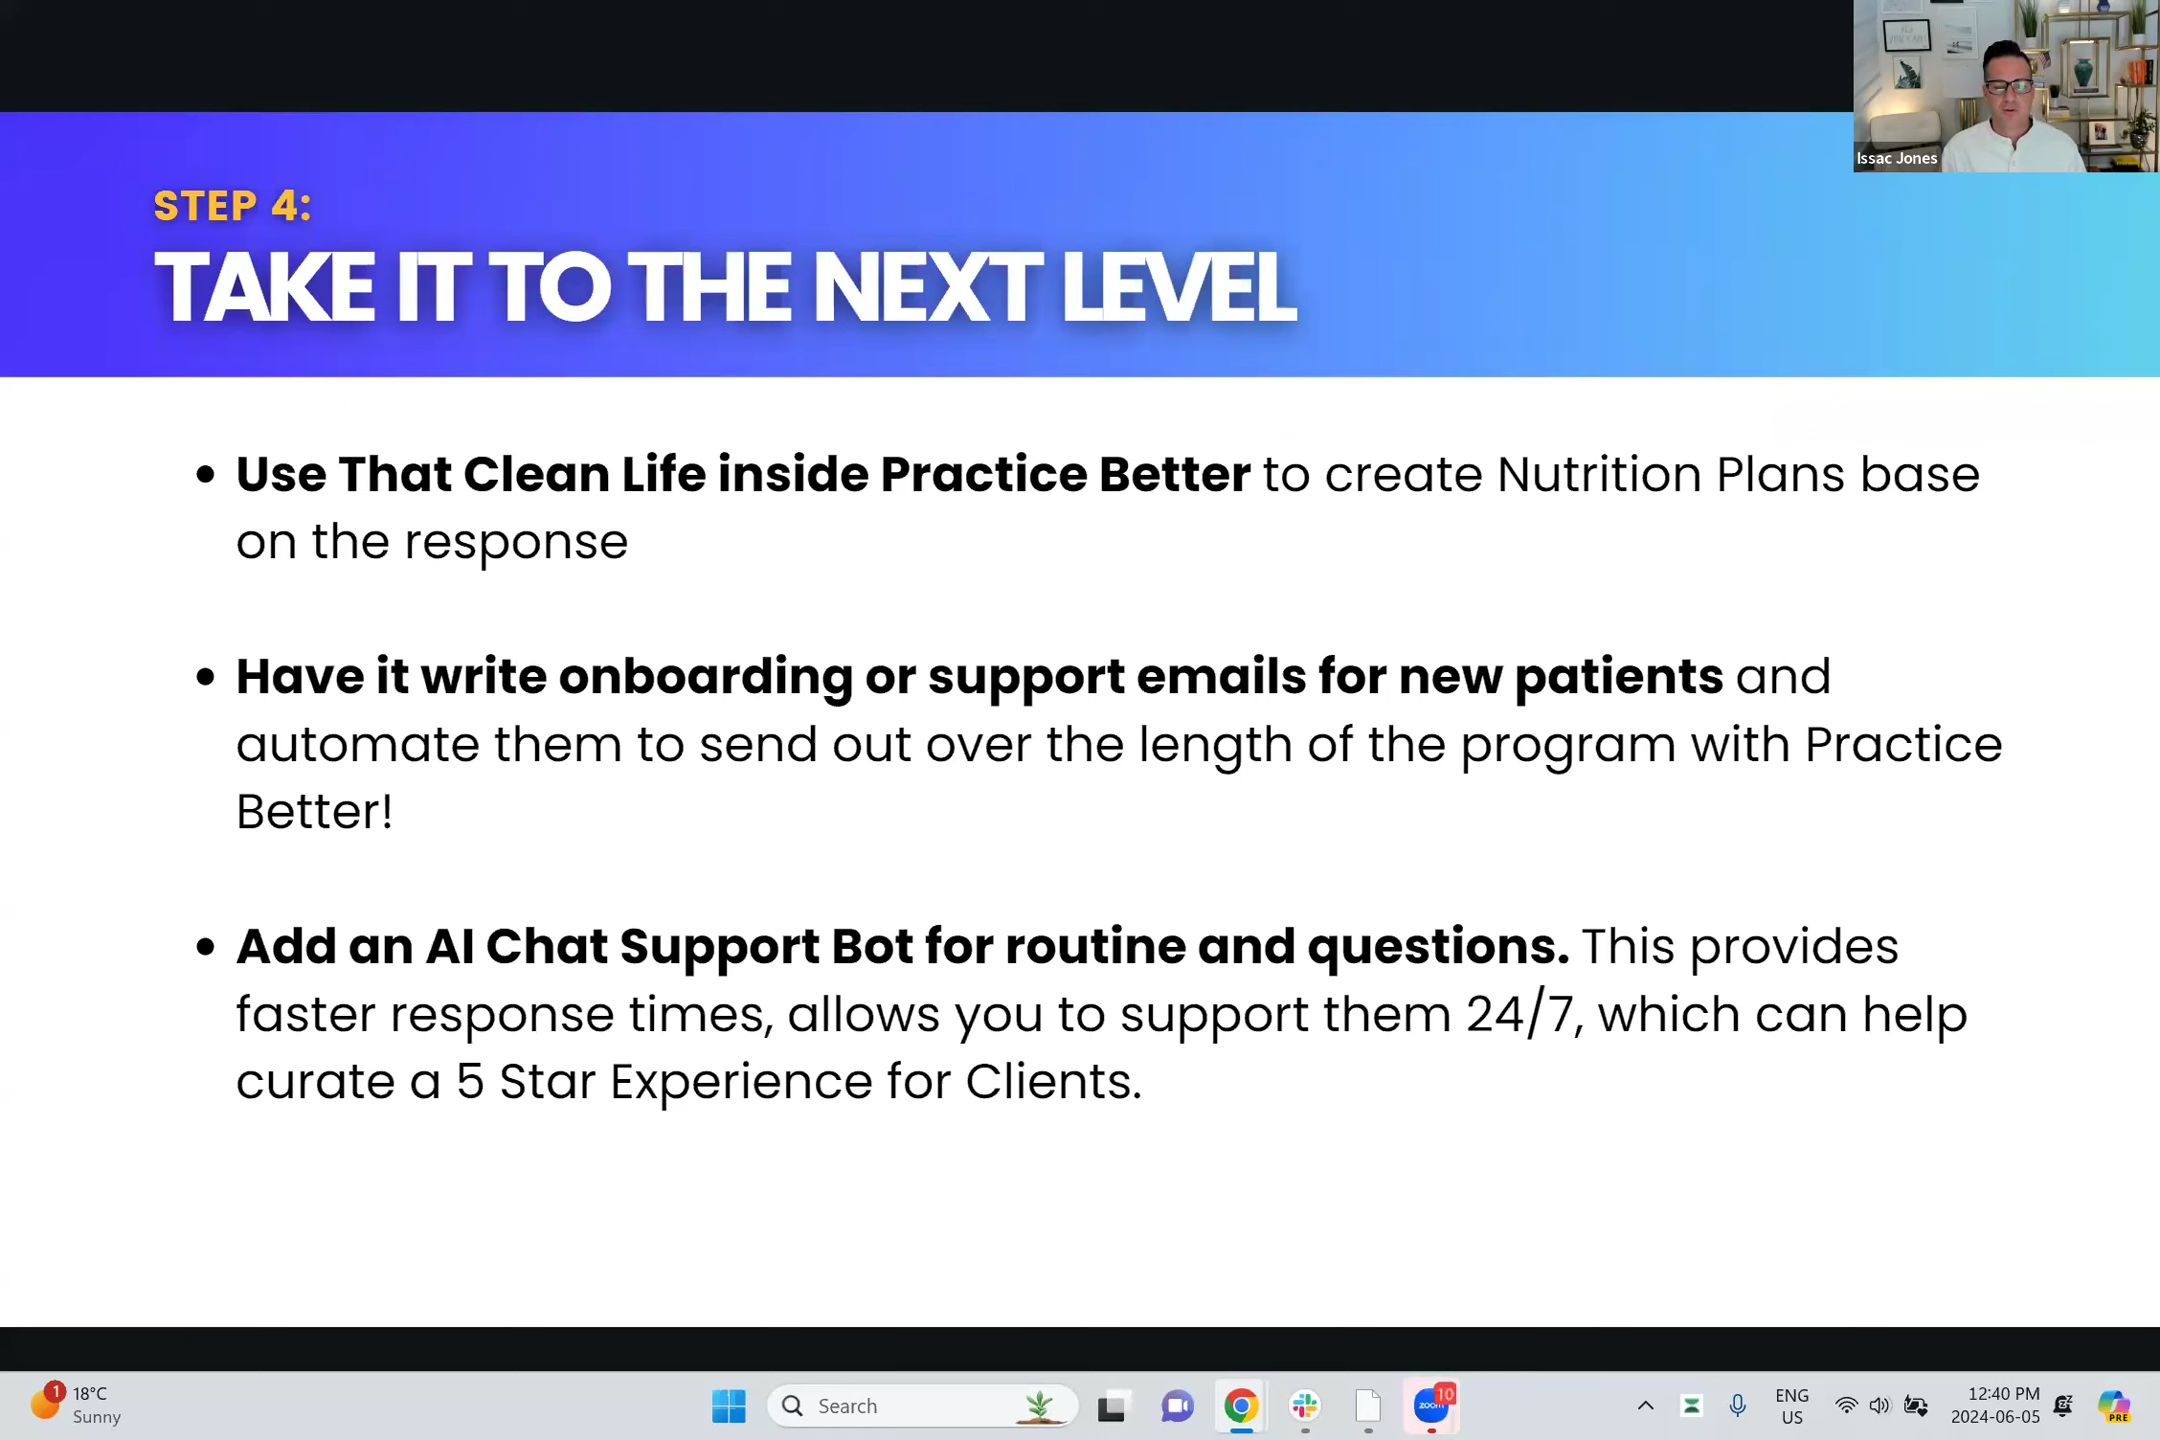 Issac Jones
STEP 4:
TAKE IT TO THE NEXT LEVEL
• Use That Clean Life inside Practice Better to create Nutrition Plans base
on the response
• Have it write onboarding or support emails for new patients and
automate them to send out over the length of the program with Practice
Better!
• Add an AI Chat Support Bot for routine and questions. This provides
faster response times, allows you to support them 24/7, which can help
curate a 5 Star Experience for Clients.
1
18°C
Sunny
Search
zoom
10
ENG
US
12:40 PM
2024-06-05
PRE